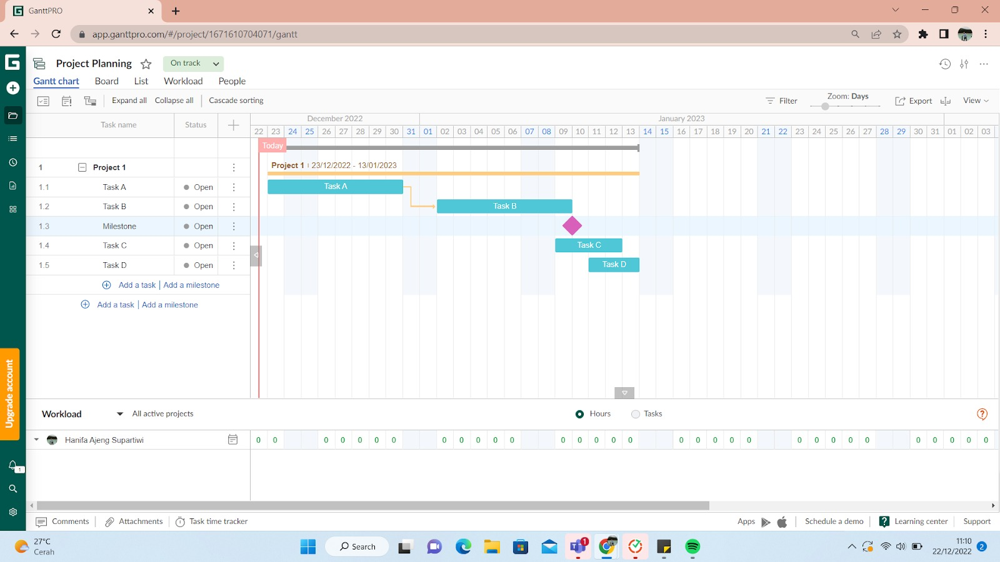 GanttPRO
app.ganttpro.com/#/project/1671610704071/gantt
Project Planning On track
Gantt chart Board List Workload People
Expand all Collapse all Cascade sorting Filter Zoom: Days Export View
Task name Status December 2022 January 2023
22 23 24 25 26 27 28 29 30 31 01 02 03 04 05 06 07 08 09 10 11 12 13 14 15 16 17 18 19 20 21 22 23 24 25 26 27 28 29 30 31 01 02 03
Today
1 Project 1 Project 1 23/12/2022 - 13/01/2023
1.1 Task A Open Task A
1.2 Task B Open Task B
1.3 Milestone Open
1.4 Task C Open Task C
1.5 Task D Open Task D
Add a task | Add a milestone
Add a task | Add a milestone
Upgrade account
Workload All active projects Hours Tasks ?
Hanifa Ajeng Supartiwi 0 0 0 0 0 0 0 0 0 0 0 0 0 0 0 0 0 0 0 0 0 0 0 0 0 0 0 0 0 0 0 0
1
Comments Attachments Task time tracker Apps Schedule a demo ? Learning center Support
27°C
Cerah
Search
1
11:10
22/12/2022
2